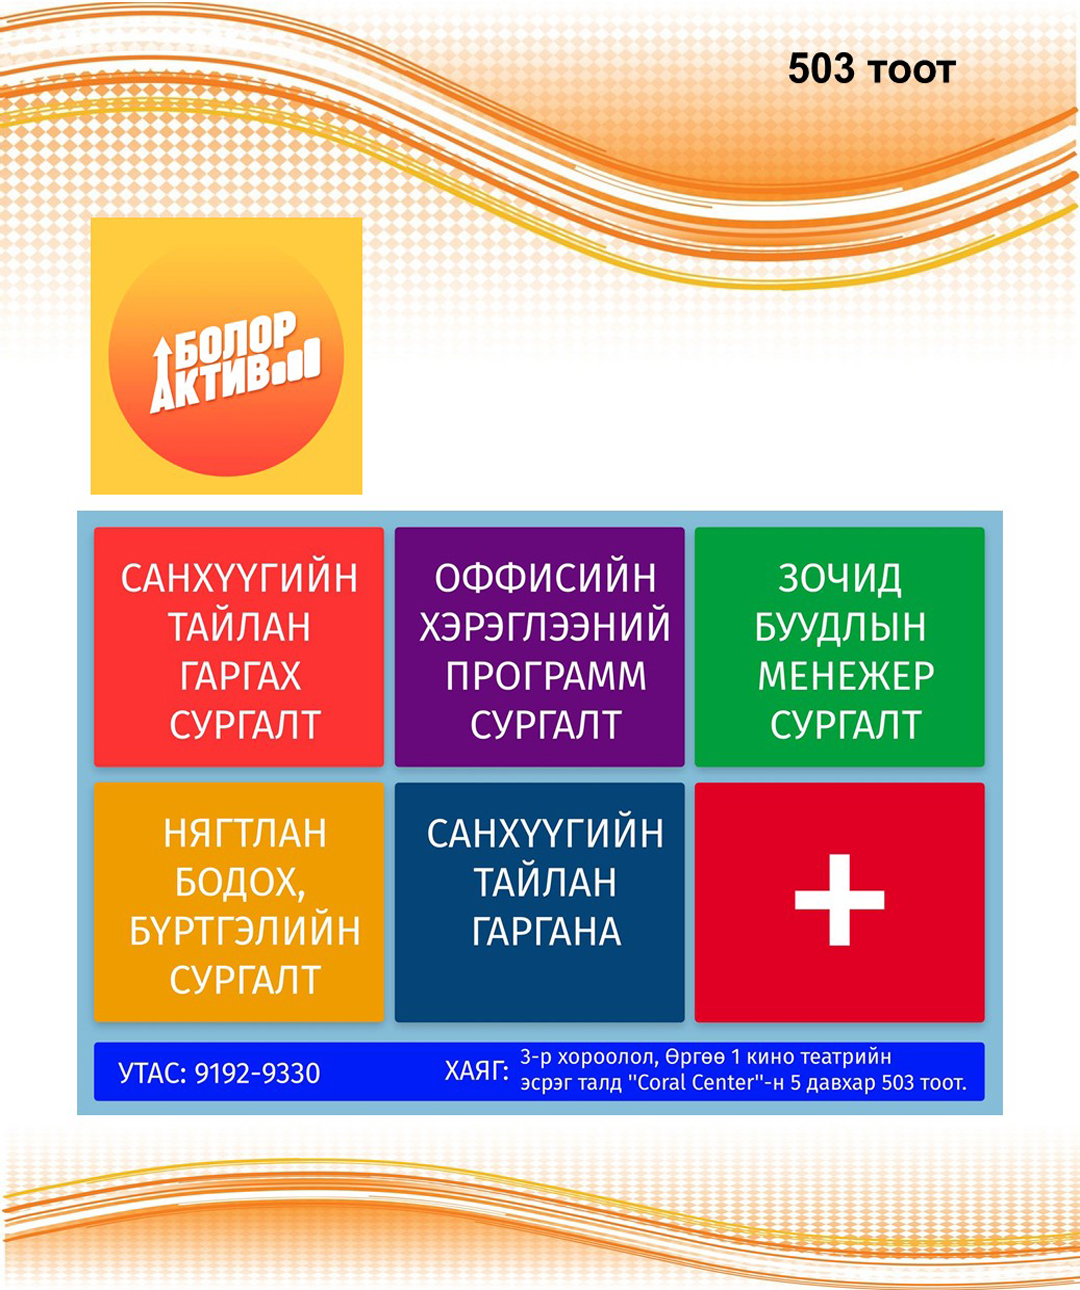 503 тоот
БОЛОР
АКТИВ
САНХҮҮГИЙН
ТАЙЛАН
ГАРГАХ
СУРГАЛТ
ОФФИСИЙН
ХЭРЭГЛЭЭНИЙ
ПРОГРАММ
СУРГАЛТ
ЗОЧИД
БУУДЛЫН
МЕНЕЖЕР
СУРГАЛТ
НЯГТЛАН
БОДОХ,
БҮРТГЭЛИЙН
СУРГАЛТ
САНХҮҮГИЙН
ТАЙЛАН
ГАРГАНА
+
УТАС: 9192-9330
ХАЯГ: 3-р хороолол, Өргөө 1 кино театрийн
эсрэг талд "Coral Center"-н 5 давхар 503 тоот.